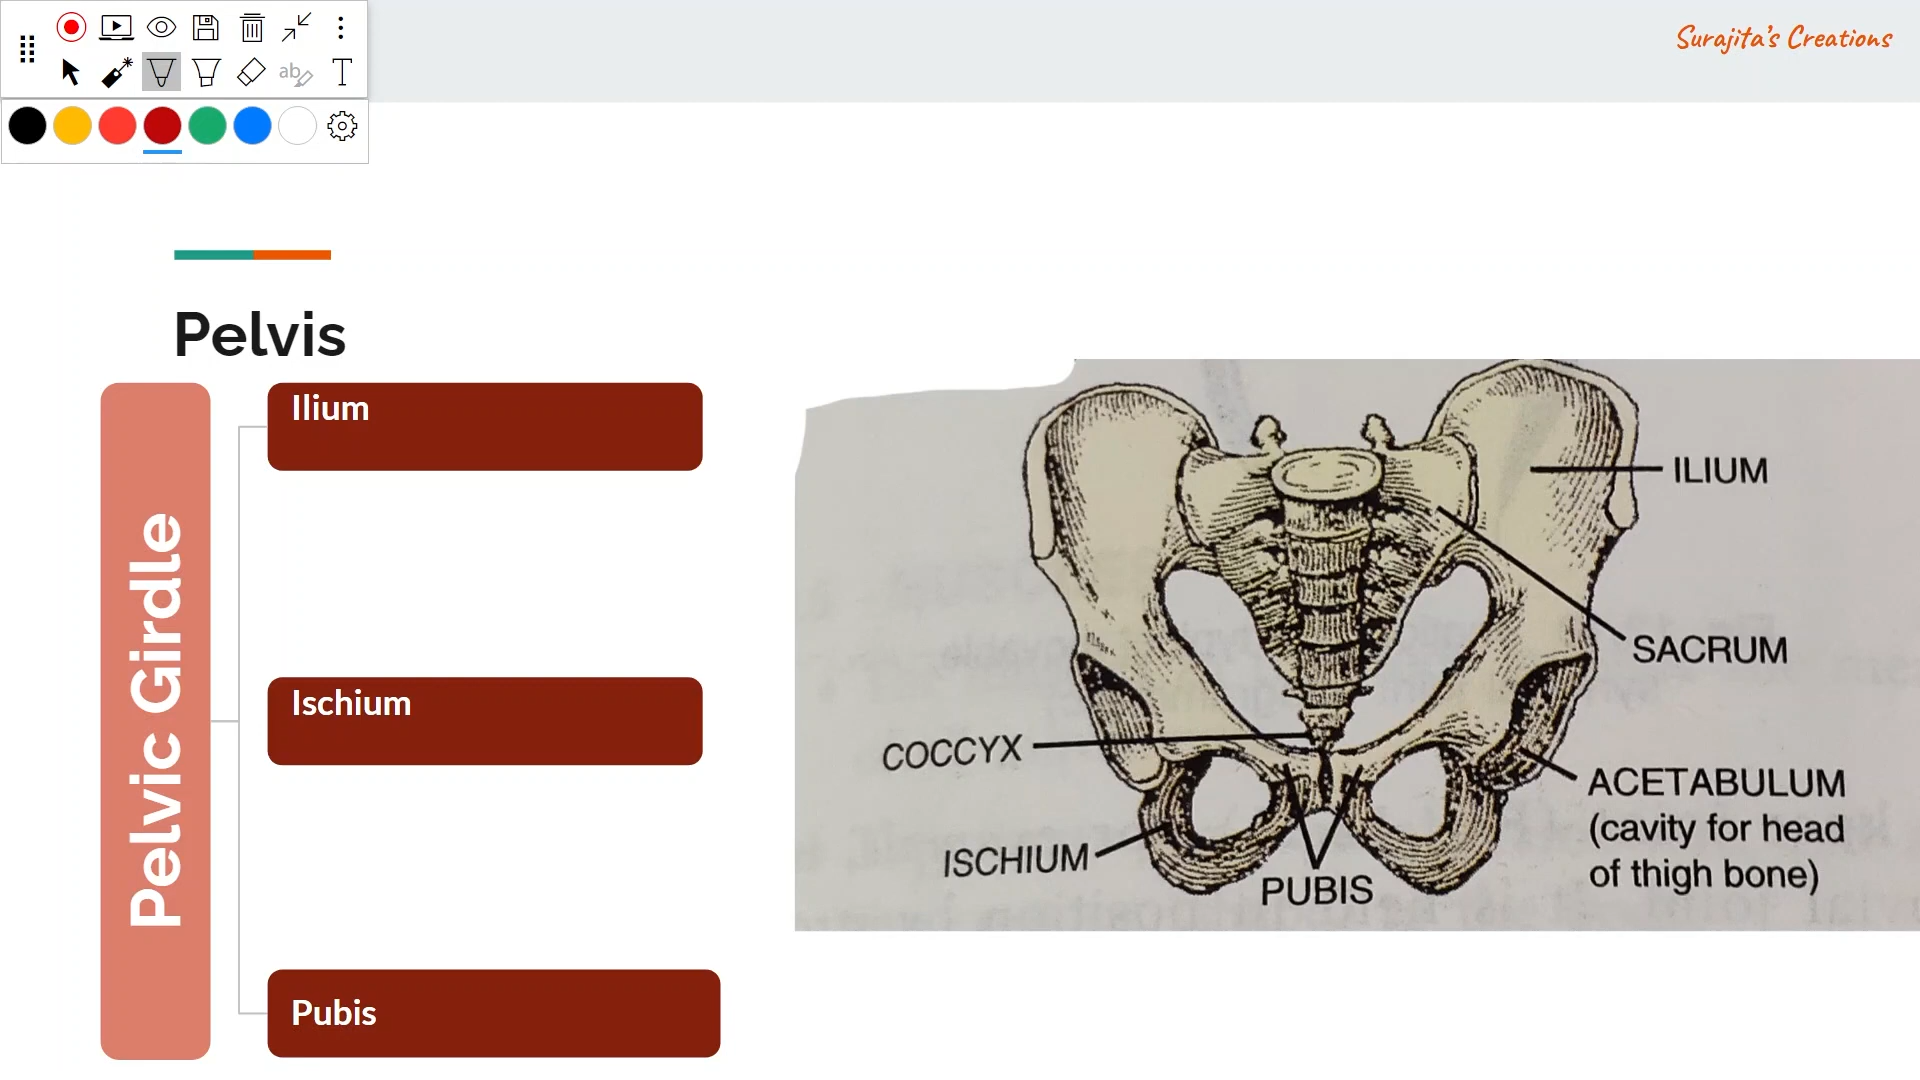 Surajita's Creations
Pelvis
Pelvic Girdle
Ilium
Ischium
Pubis
ILIUM
SACRUM
COCCYX
ACETABULUM
(cavity for head
of thigh bone)
ISCHIUM
PUBIS
ab
T